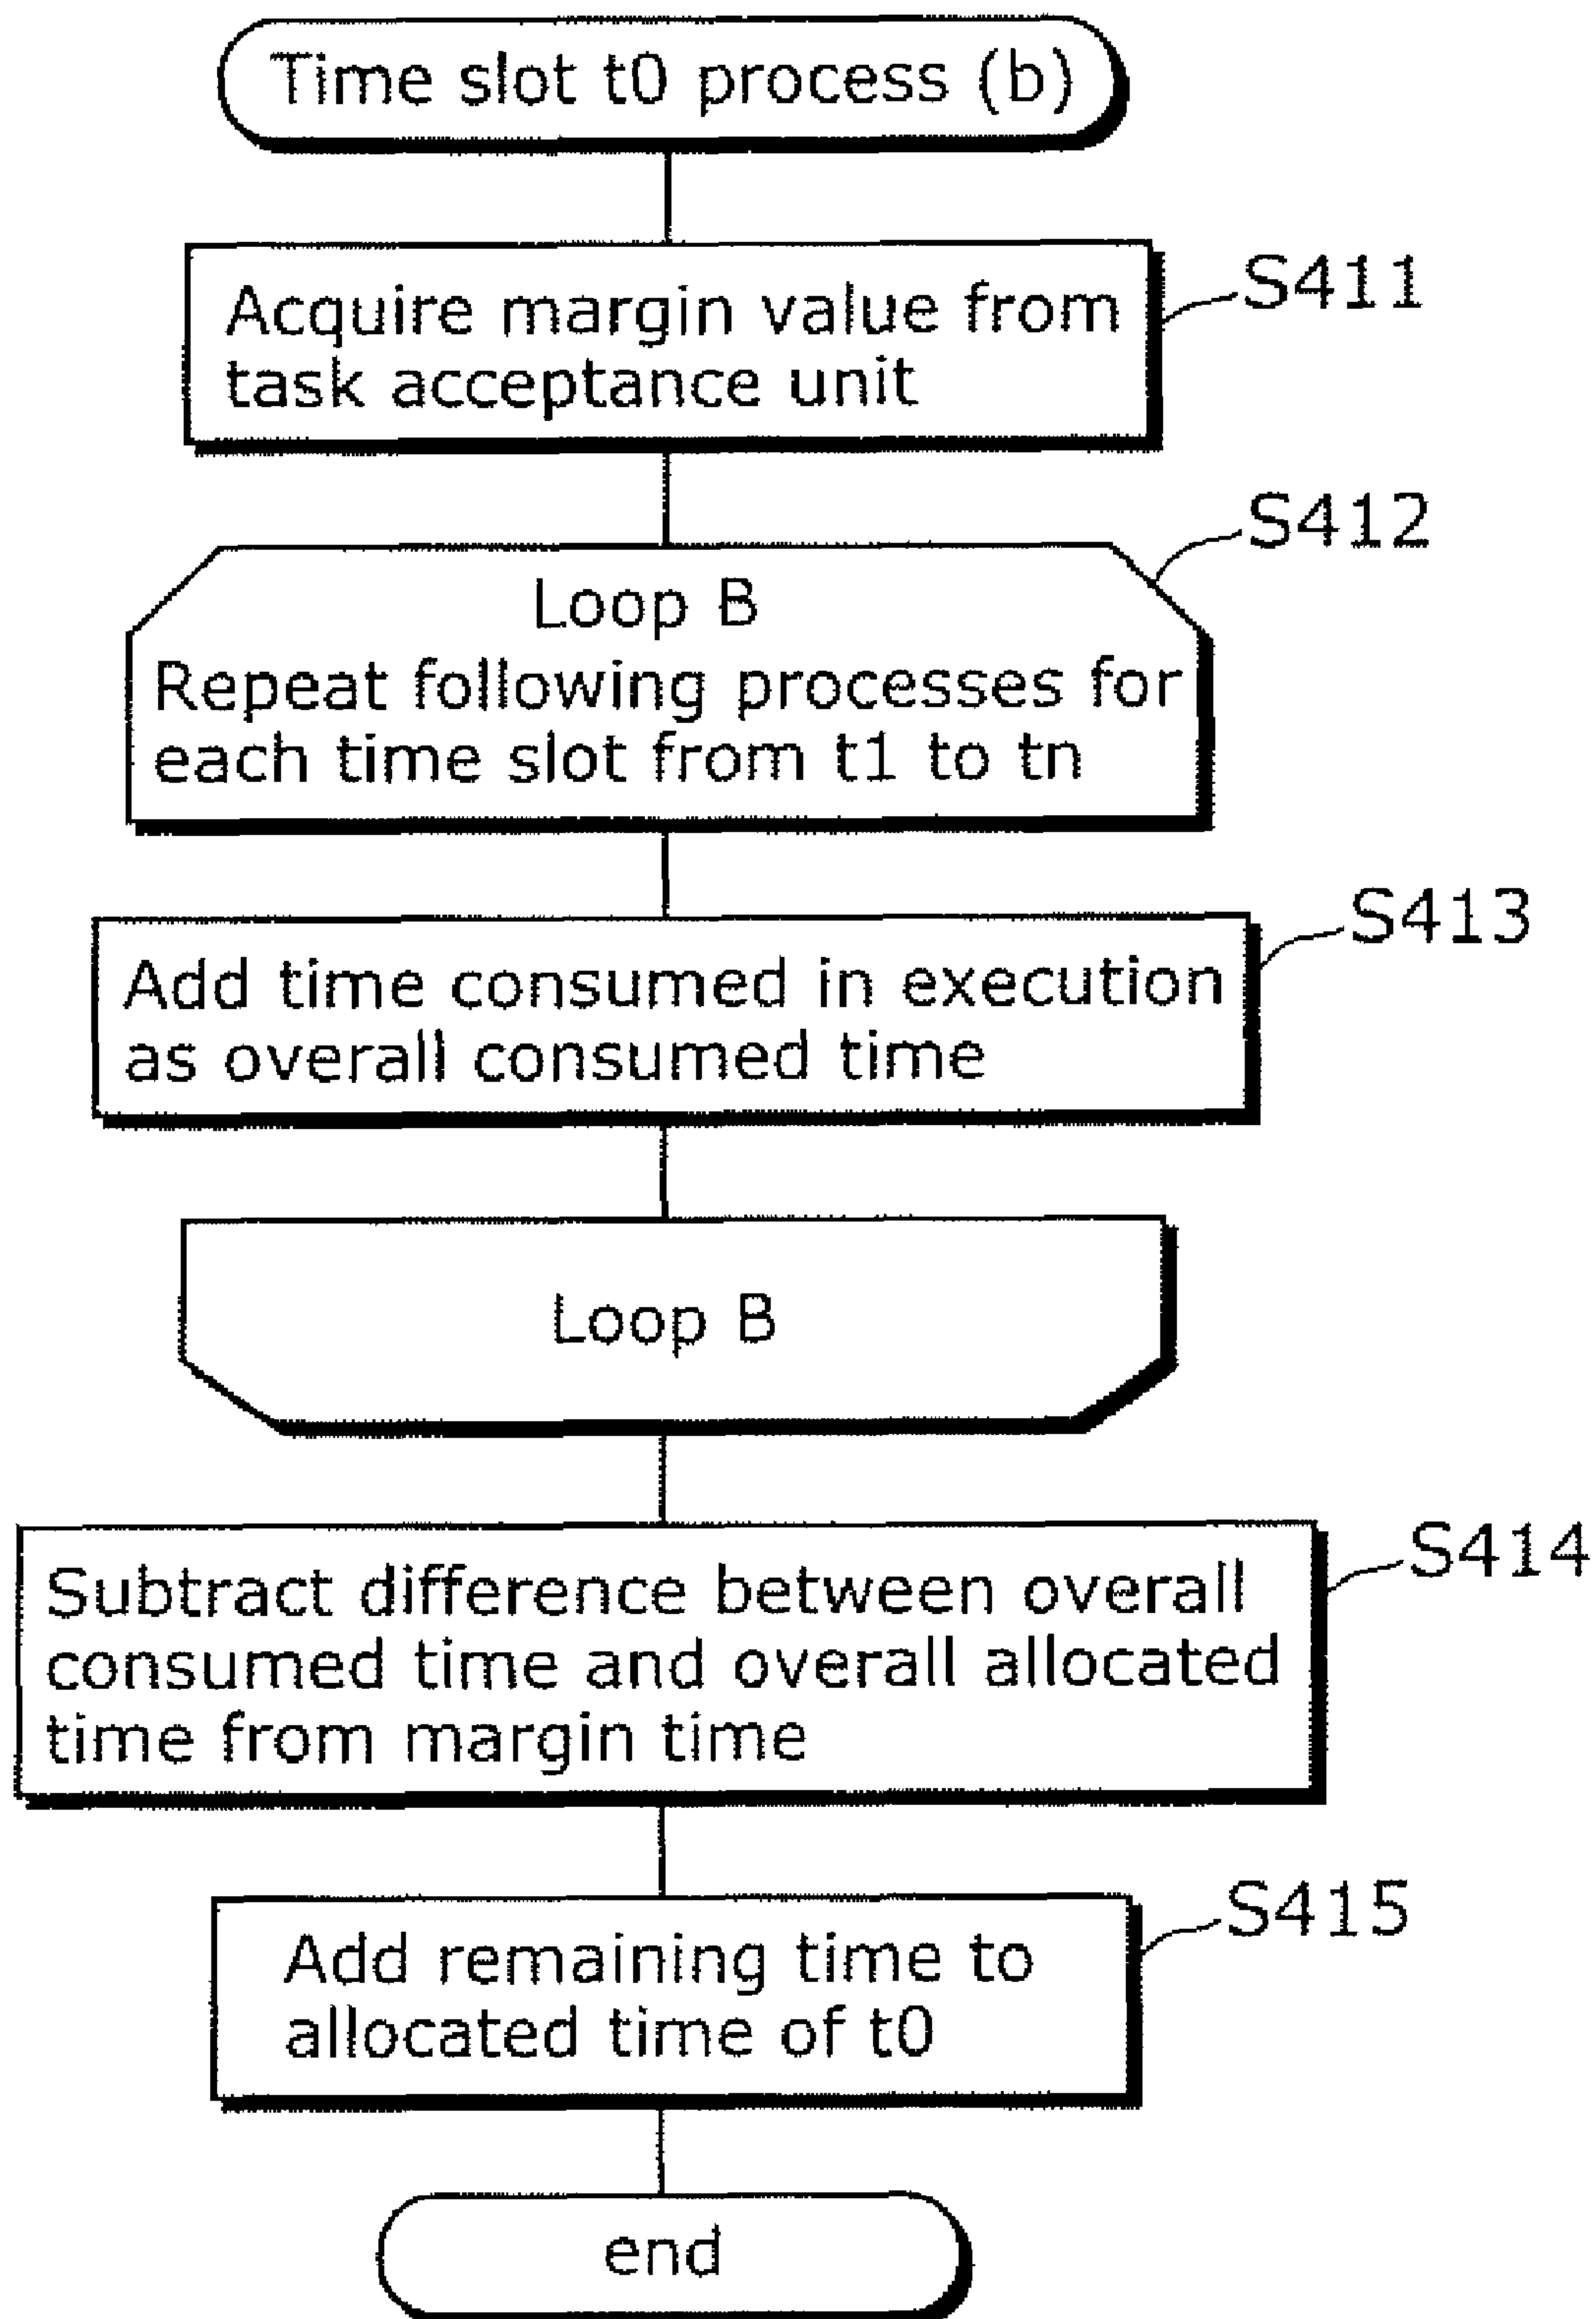 Time slot t0 process (b)
S411
Acquire margin value from
task acceptance unit
S412
Loop B
Repeat following processes for
each time slot from t1 to tn
S413
Add time consumed in execution
as overall consumed time
Loop B
S414
Subtract difference between overall
consumed time and overall allocated
time from margin time
S415
Add remaining time to
allocated time of t0
end